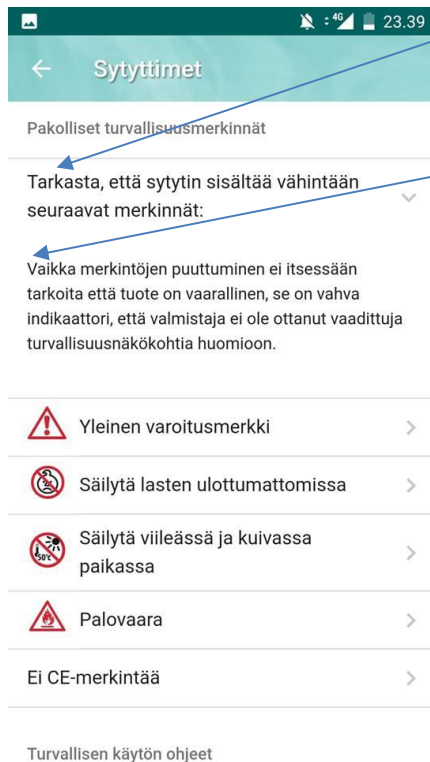 4G 23.39
Sytyttimet
Pakolliset turvallisuusmerkinnät
Tarkasta, että sytytin sisältää vähintään
seuraavat merkinnät:
Vaikka merkintöjen puuttuminen ei itsessään
tarkoita että tuote on vaarallinen, se on vahva
indikaattori, että valmistaja ei ole ottanut vaadittuja
turvallisuusnäkökohtia huomioon.
Yleinen varoitusmerkki
Säilytä lasten ulottumattomissa
Säilytä viileässä ja kuivassa
50°C
paikassa
Palovaara
Ei CE-merkintää
Turvallisen käytön ohjeet